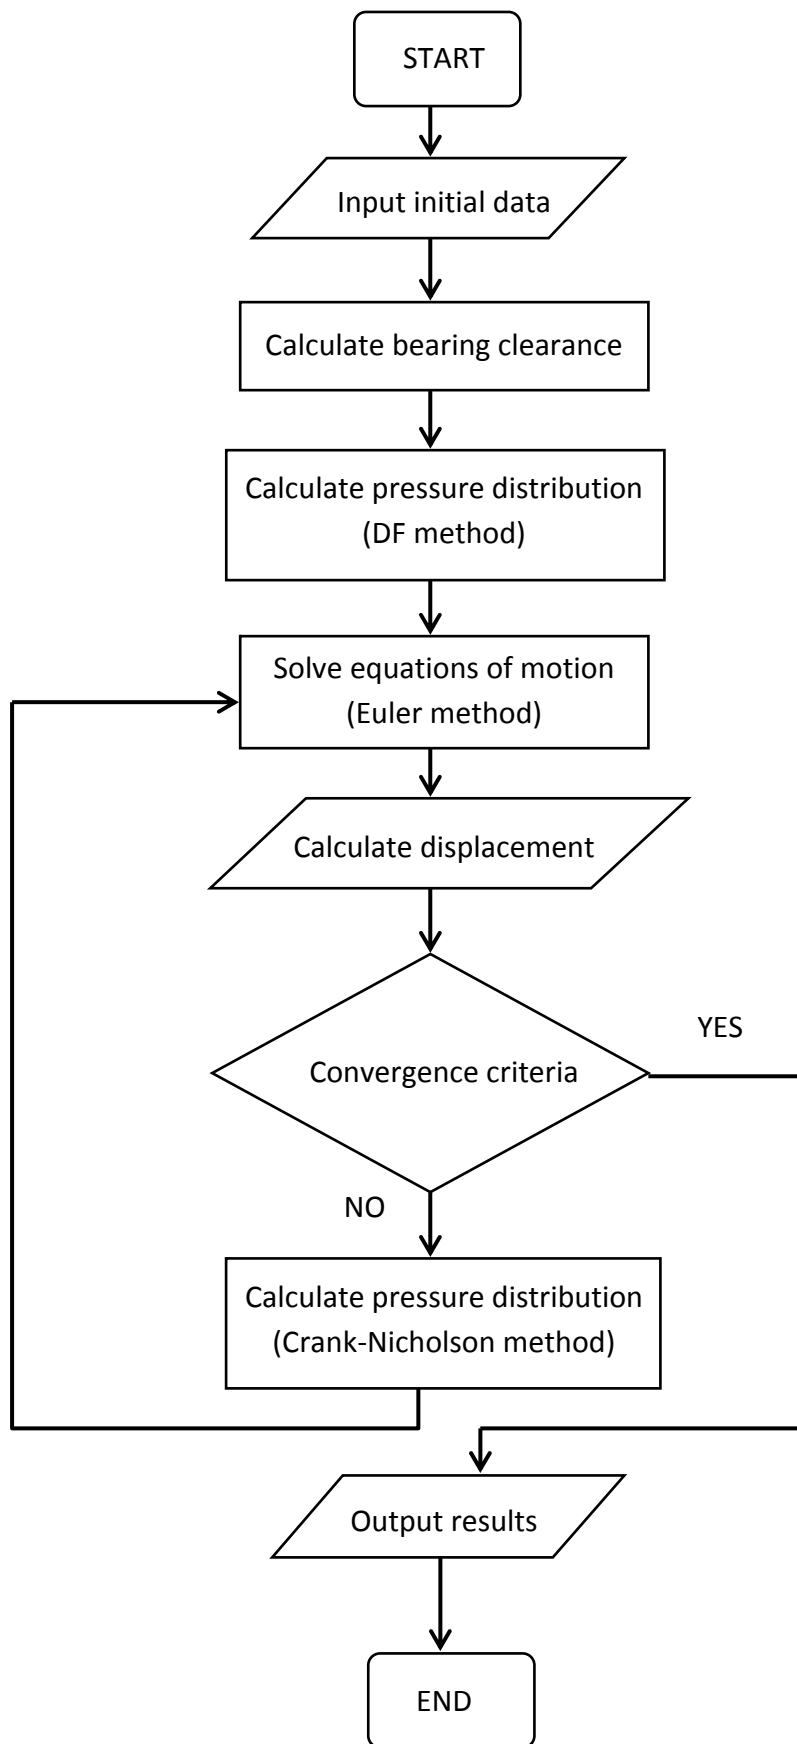 START
Input initial data
Calculate bearing clearance
Calculate pressure distribution
(DF method)
Solve equations of motion
(Euler method)
Calculate displacement
YES
Convergence criteria
NO
Calculate pressure distribution
(Crank-Nicholson method)
Output results
END